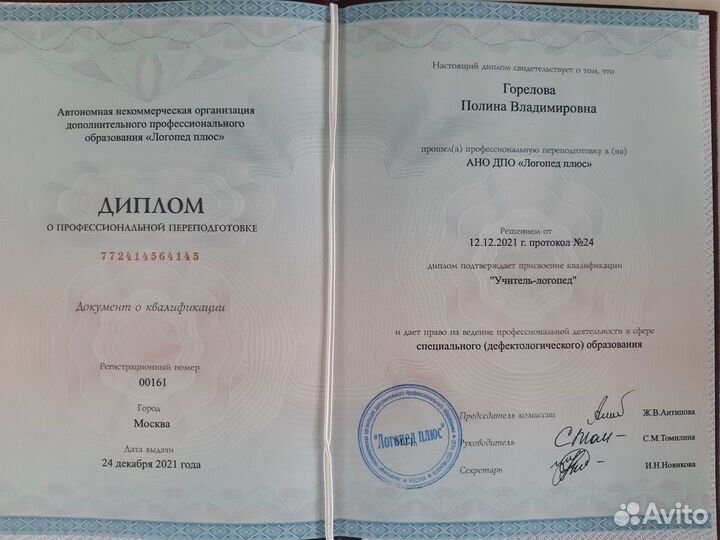 Автономная некоммерческая организация
дополнительного профессионального
образования «Логопед плюс»
ДИПЛОМ
О ПРОФЕССИОНАЛЬНОЙ ПЕРЕПОДГОТОВКЕ
772414564145
Документ о квалификации
Регистрационный номер
00161
Город
Москва
Дата выдачи
24 декабря 2021 года
Настоящий диплом свидетельствует о том, что
Горелова
Полина Владимировна
прошел(а) профессиональную переподготовку в (на)
АНО ДПО «Логопед плюс»
Решением от
12.12.2021 г. протокол №24
диплом подтверждает присвоение квалификации
"Учитель-логопед"
и дает право на ведение профессиональной деятельности в сфере
специального (дефектологического) образования
Председатель комиссии
Ж.В.Антипова
Руководитель
С.М.Томилина
Секретарь
И.Н.Новикова
"Логопед плюс"
Avito